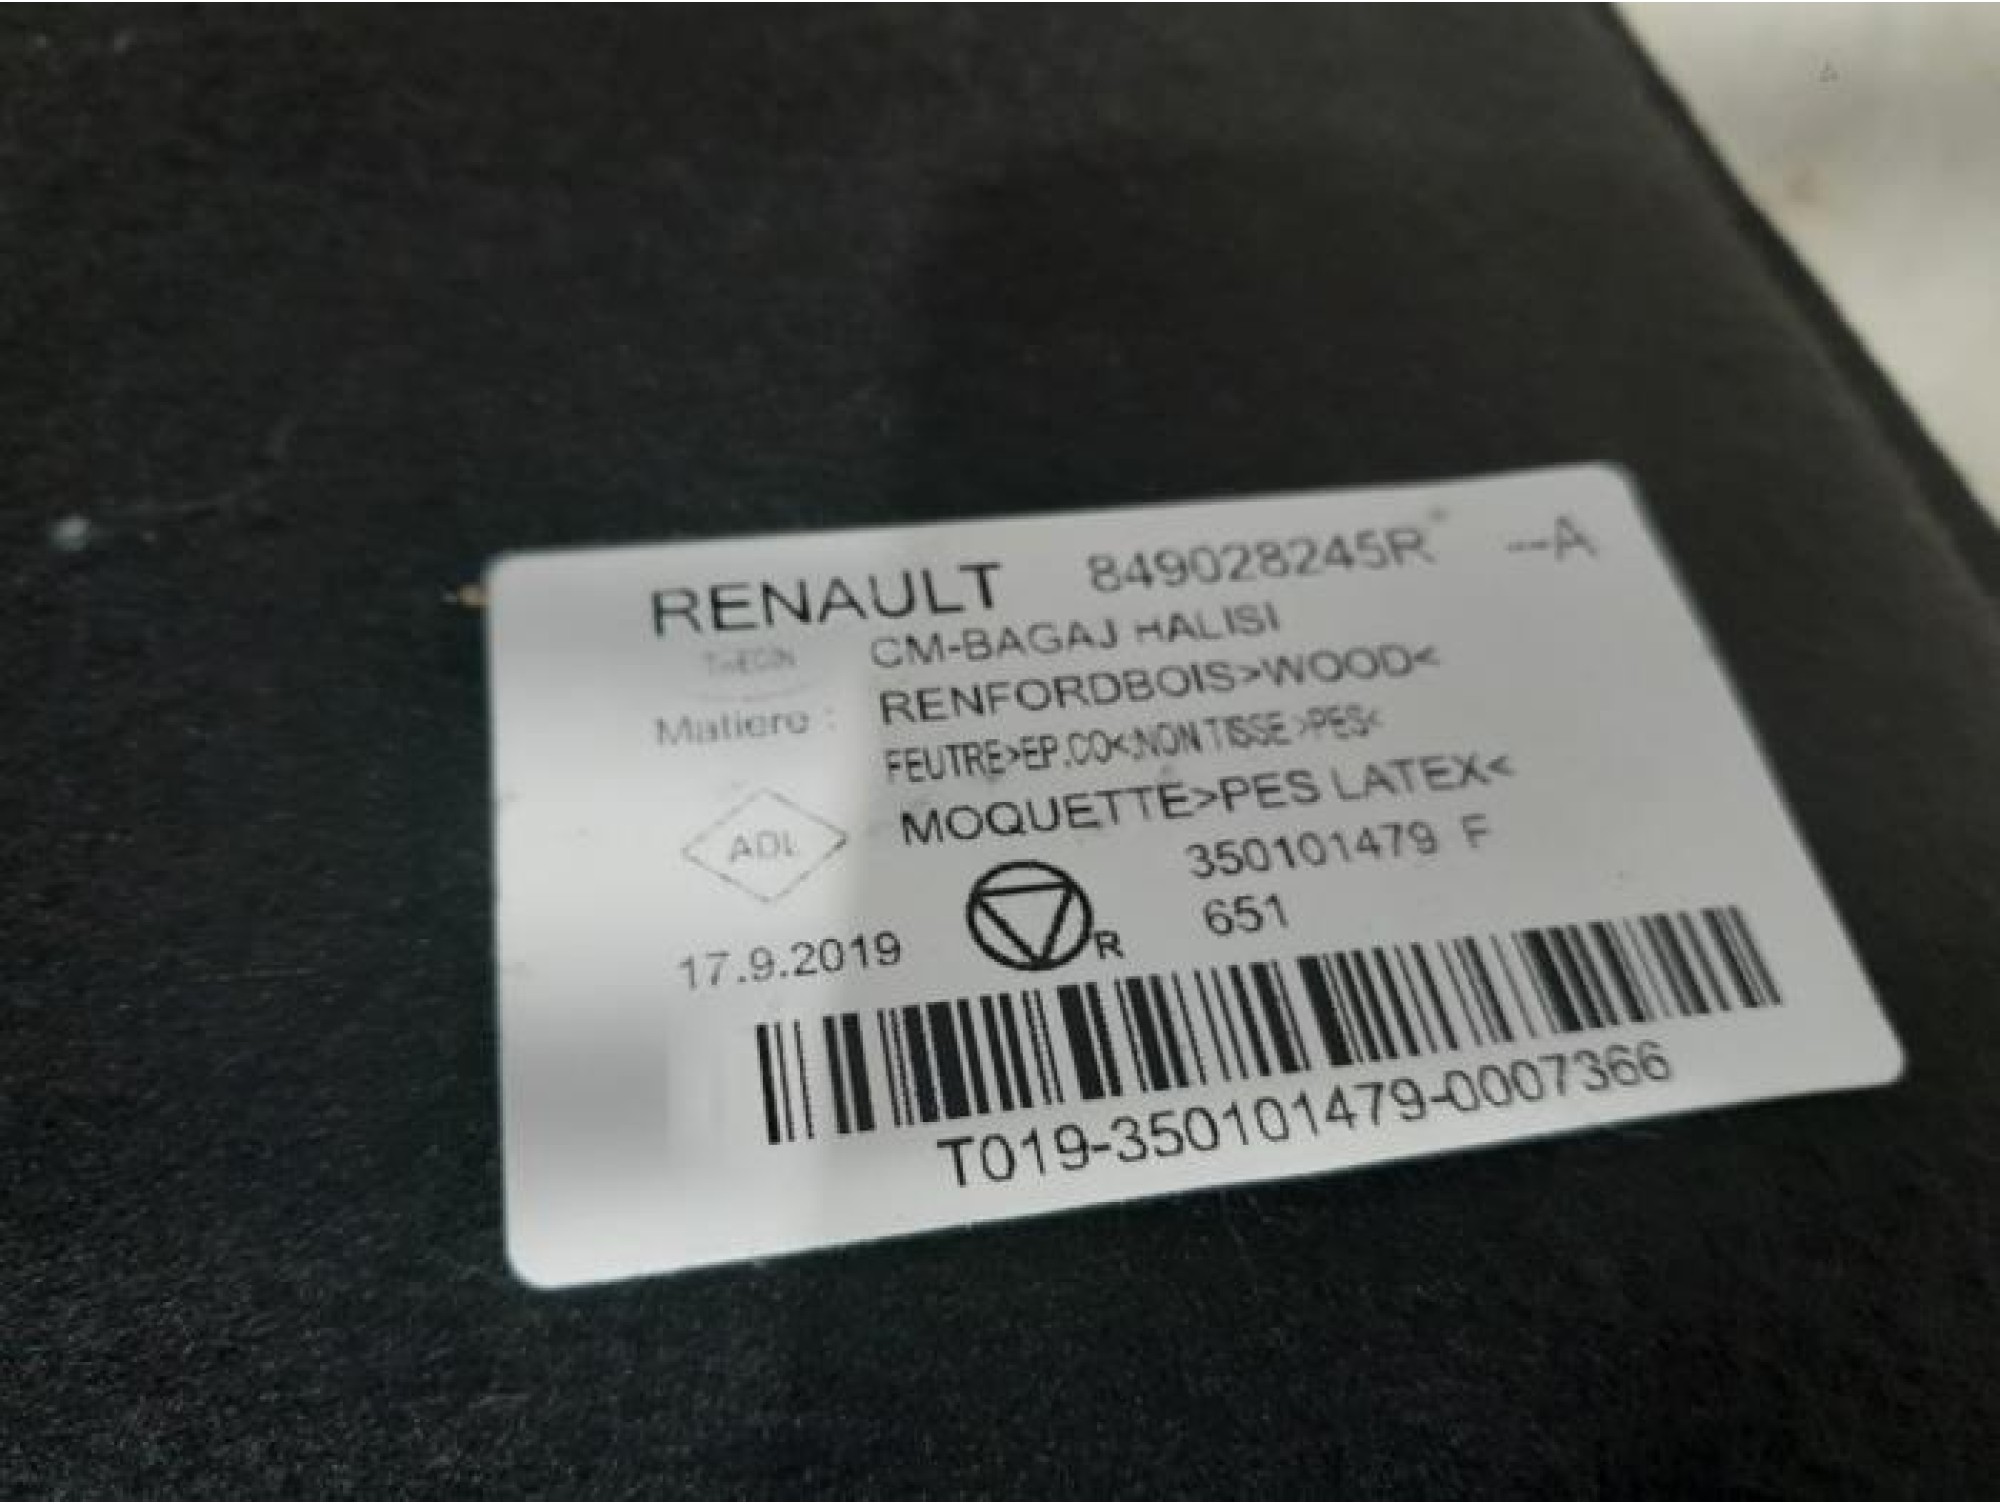 RENAULT 849028245R --A
CM-BAGAJ HALISI
Matiere : RENFORDBOIS>WOOD<
FEUTRE>EP.CO<;NON TISSE >PES<
MOQUETTE>PES LATEX<
ADL
350101479 F
17.9.2019 R 651
T019-350101479-0007366